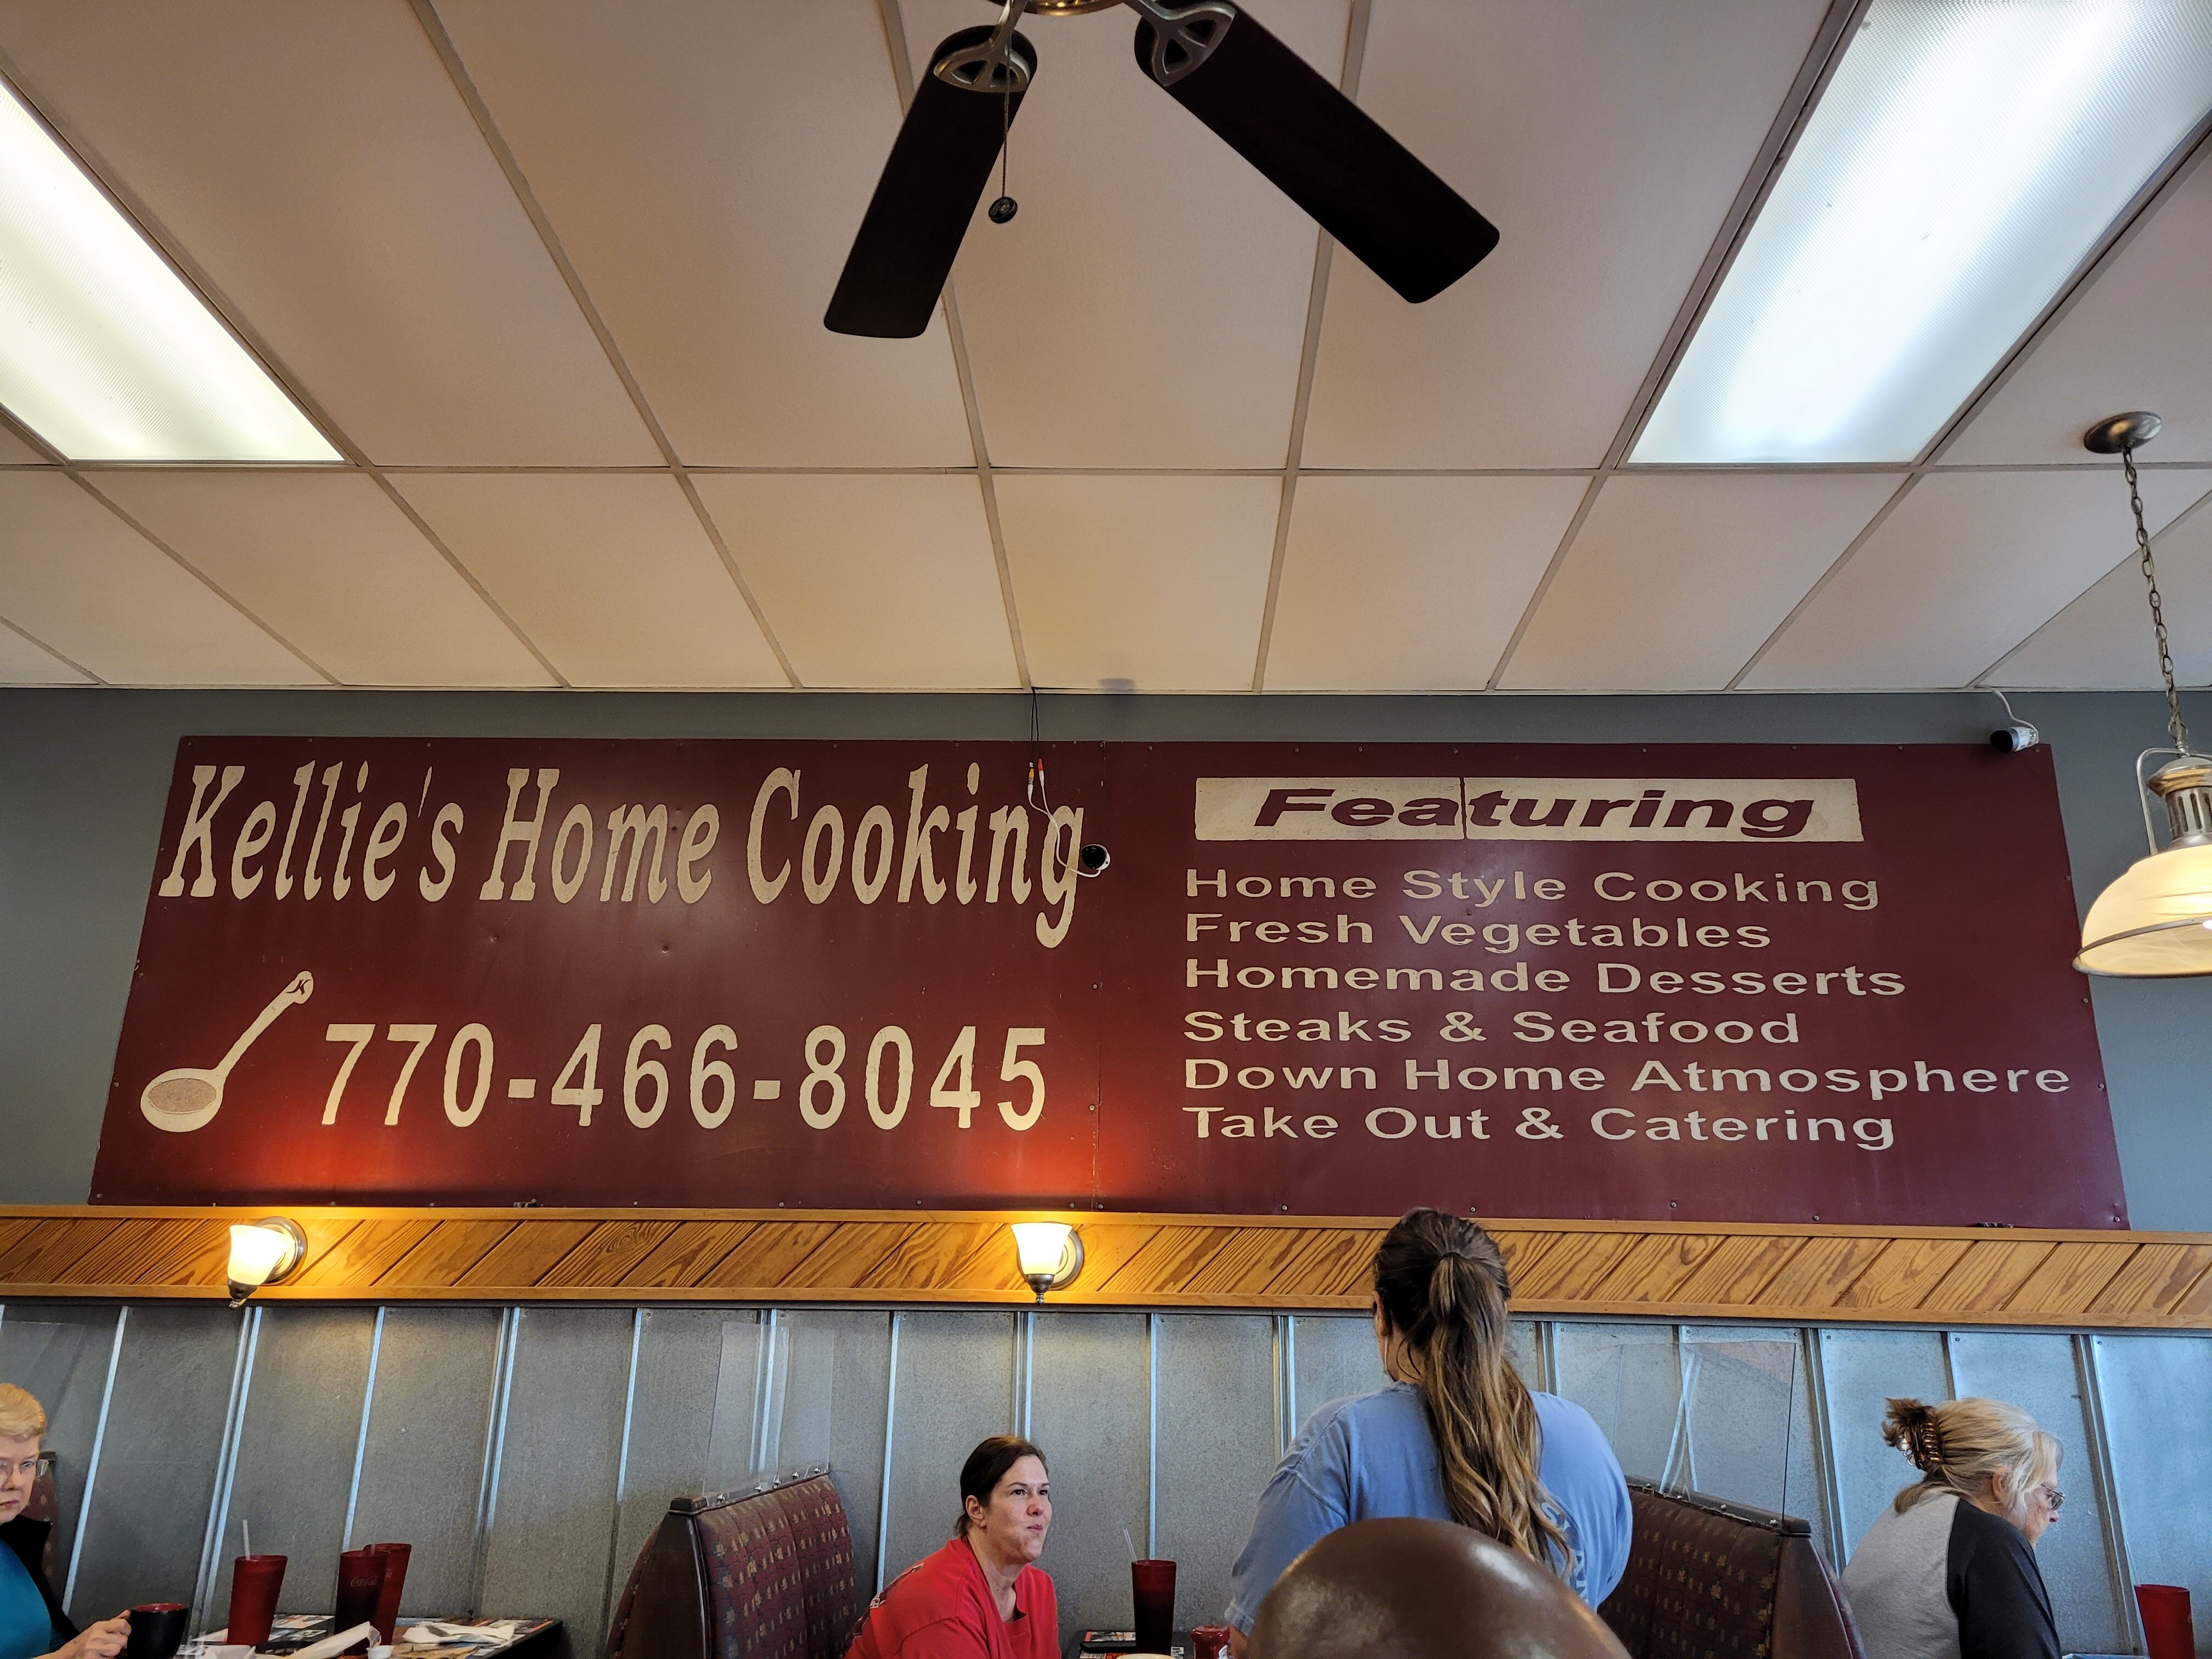 Kellie's Home Cooking
770-466-8045
Featuring
Home Style Cooking
Fresh Vegetables
Homemade Desserts
Steaks & Seafood
Down Home Atmosphere
Take Out & Catering